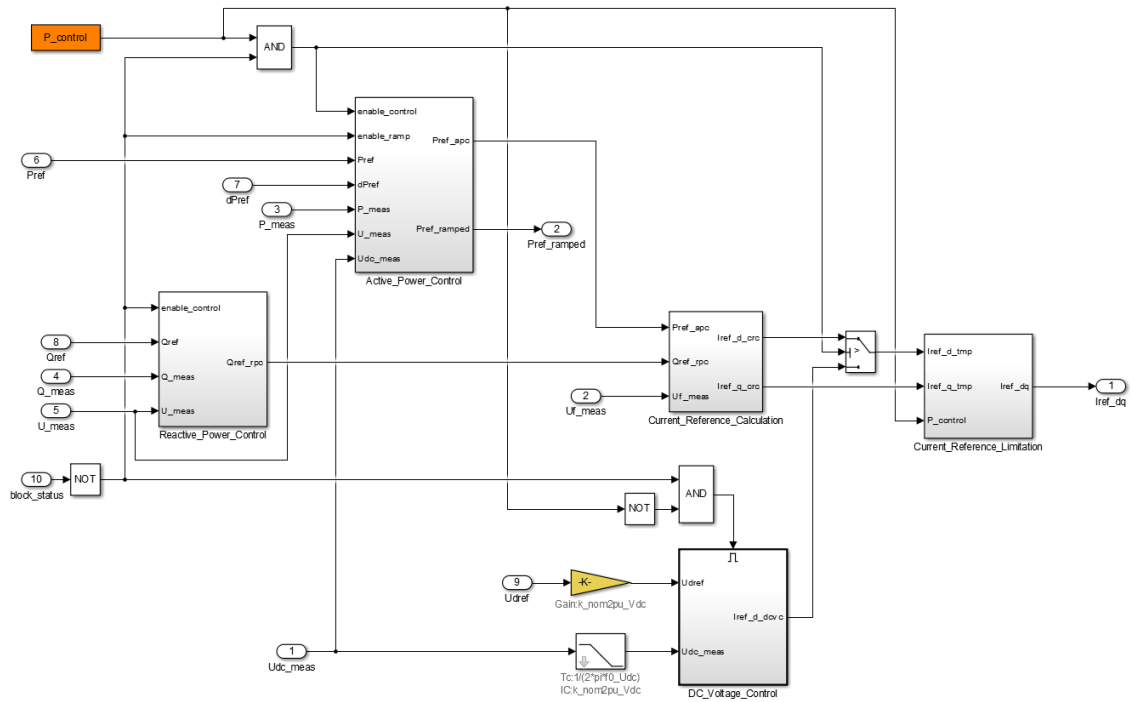 P_control
AND
enable_control
enable_ramp
Pref_apc
6
Pref
Pref
7
dPref
dPref
3
P_meas
P_meas
U_meas
Pref_ramped
2
Pref_ramped
Udc_meas
Active_Power_Control
enable_control
8
Qref
Qref
Qref_rpc
4
Q_meas
Q_meas
5
U_meas
U_meas
Reactive_Power_Control
Pref_apc
Iref_d_crc
Qref_rpc
Iref_q_crc
2
Uf_meas
Uf_meas
Current_Reference_Calculation
>
Iref_d_tmp
Iref_q_tmp
Iref_dq
P_control
Current_Reference_Limitation
1
Iref_dq
10
block_status
NOT
AND
NOT
9
Udref
-K-
Gain:k_nom2pu_Vdc
Udref
Iref_d_dcvc
1
Udc_meas
Udc_meas
Tc:1/(2*pi*f0_Udc)
IC:k_nom2pu_Vdc
DC_Voltage_Control